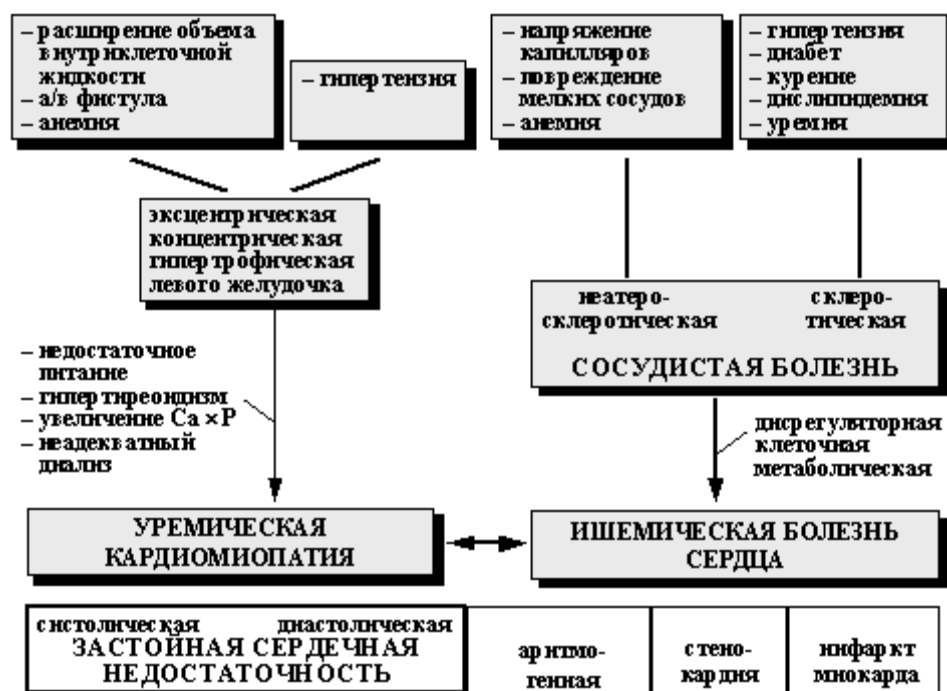 – расширение объема
внутриклеточной
жидкости
– а/в фистула
– анемия
– гипертензия
– напряжение
капилляров
– повреждение
мелких сосудов
– анемия
– гипертензия
– диабет
– курение
– дислипидемия
– уремия
эксцентрическая
концентрическая
гипертрофическая
левого желудочка
неатеро-
склеротическая
склеро-
тическая
СОСУДИСТАЯ БОЛЕЗНЬ
– недостаточное
питание
– гипертиреоидизм
– увеличение Ca × P
– неадекватный
диализ
дисрегуляторная
клеточная
метаболическая
УРЕМИЧЕСКАЯ
КАРДИОМИОПАТИЯ
ИШЕМИЧЕСКАЯ БОЛЕЗНЬ
СЕРДЦА
систолическая диастолическая
ЗАСТОЙНАЯ СЕРДЕЧНАЯ
НЕДОСТАТОЧНОСТЬ
аритмо-
генная
стено-
кардия
инфаркт
миокарда